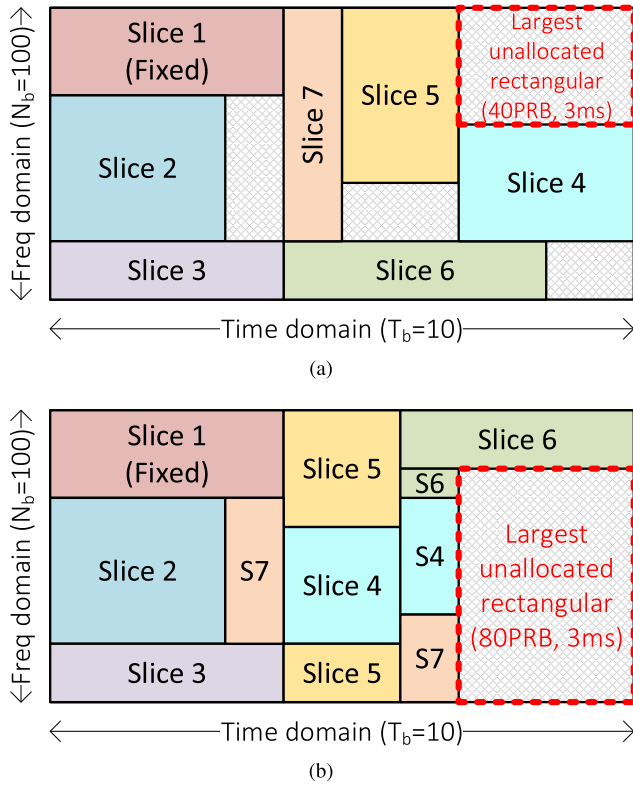 Slice 1
(Fixed)
Slice 2
Slice 3
Slice 7
Slice 5
Largest
unallocated
rectangular
(40PRB, 3ms)
Slice 4
Slice 6
←Freq domain (N_b=100)→
Time domain (T_b=10)
(a)
Slice 1
(Fixed)
Slice 2
S7
Slice 3
Slice 5
Slice 4
Slice 5
Slice 6
S6
S4
S7
Largest
unallocated
rectangular
(80PRB, 3ms)
←Freq domain (N_b=100)→
Time domain (T_b=10)
(b)